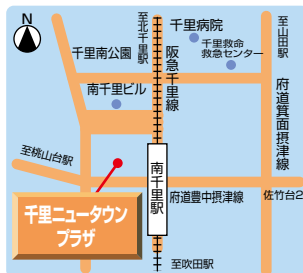 N
至北千里駅
千里病院
至山田駅
千里南公園
阪急千里線
千里救命
救急センター
府道箕面摂津線
南千里ビル
至桃山台駅
南千里駅
府道豊中摂津線
佐竹台2
千里ニュータウン
プラザ
至吹田駅